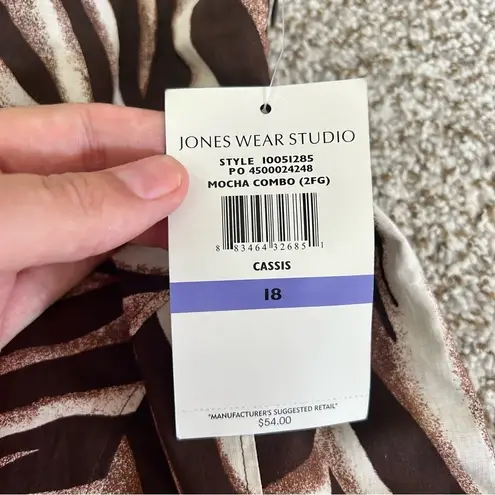 JONES WEAR STUDIO
STYLE 10051285
PO 4500024248
MOCHA COMBO (2FG)
8 83464 32685 1
CASSIS
18
"MANUFACTURER'S SUGGESTED RETAIL"
$54.00